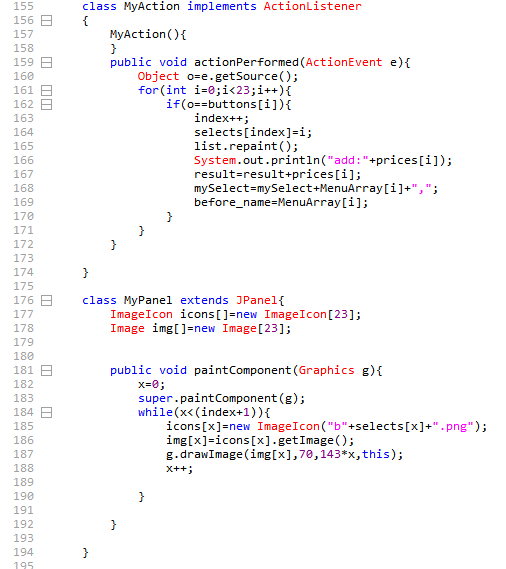 155 class MyAction implements ActionListener
156 {
157 MyAction(){
158 }
159 public void actionPerformed(ActionEvent e){
160 Object o=e.getSource();
161 for(int i=0;i<23;i++){
162 if(o==buttons[i]){
163 index++;
164 selects[index]=i;
165 list.repaint();
166 System.out.println("add:"+prices[i]);
167 result=result+prices[i];
168 mySelect=mySelect+MenuArray[i]+",";
169 before_name=MenuArray[i];
170 }
171 }
172 }
173
174 }
175
176 class MyPanel extends JPanel{
177 ImageIcon icons[]=new ImageIcon[23];
178 Image img[]=new Image[23];
179
180
181 public void paintComponent(Graphics g){
182 x=0;
183 super.paintComponent(g);
184 while(x<(index+1)){
185 icons[x]=new ImageIcon("b"+selects[x]+".png");
186 img[x]=icons[x].getImage();
187 g.drawImage(img[x],70,143*x,this);
188 x++;
189
190 }
191
192 }
193
194 }
195